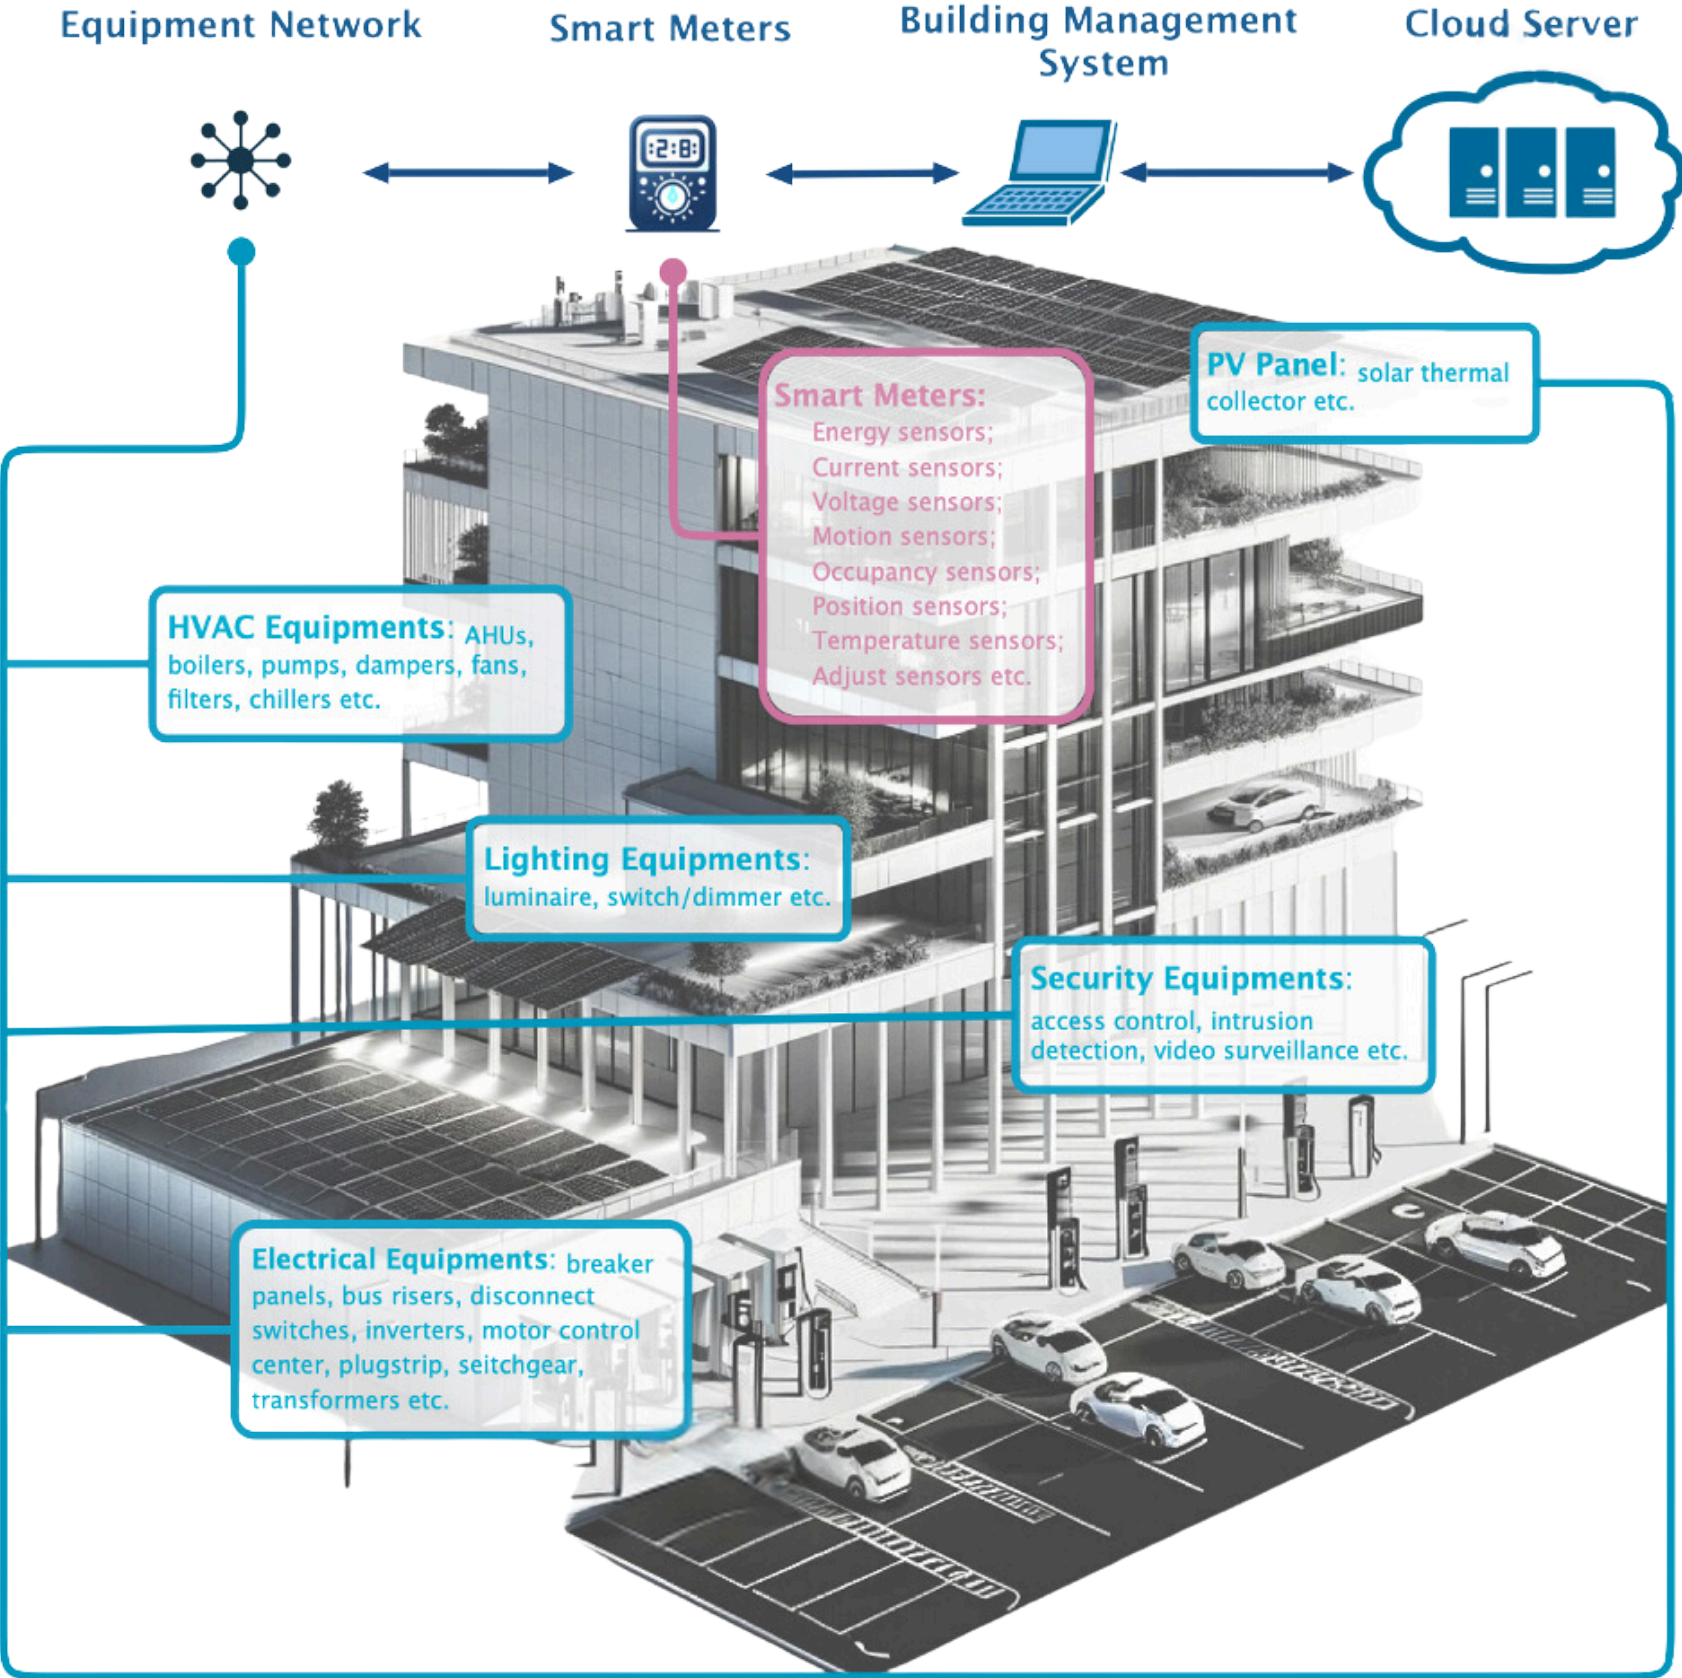 Equipment Network
Smart Meters
Building Management
System
Cloud Server
:2:8:
PV Panel: solar thermal
collector etc.
Smart Meters:
Energy sensors;
Current sensors;
Voltage sensors;
Motion sensors;
Occupancy sensors;
Position sensors;
Temperature sensors;
Adjust sensors etc.
HVAC Equipments: AHUs,
boilers, pumps, dampers, fans,
filters, chillers etc.
Lighting Equipments:
luminaire, switch/dimmer etc.
Security Equipments:
access control, intrusion
detection, video surveillance etc.
Electrical Equipments: breaker
panels, bus risers, disconnect
switches, inverters, motor control
center, plugstrip, seitchgear,
transformers etc.